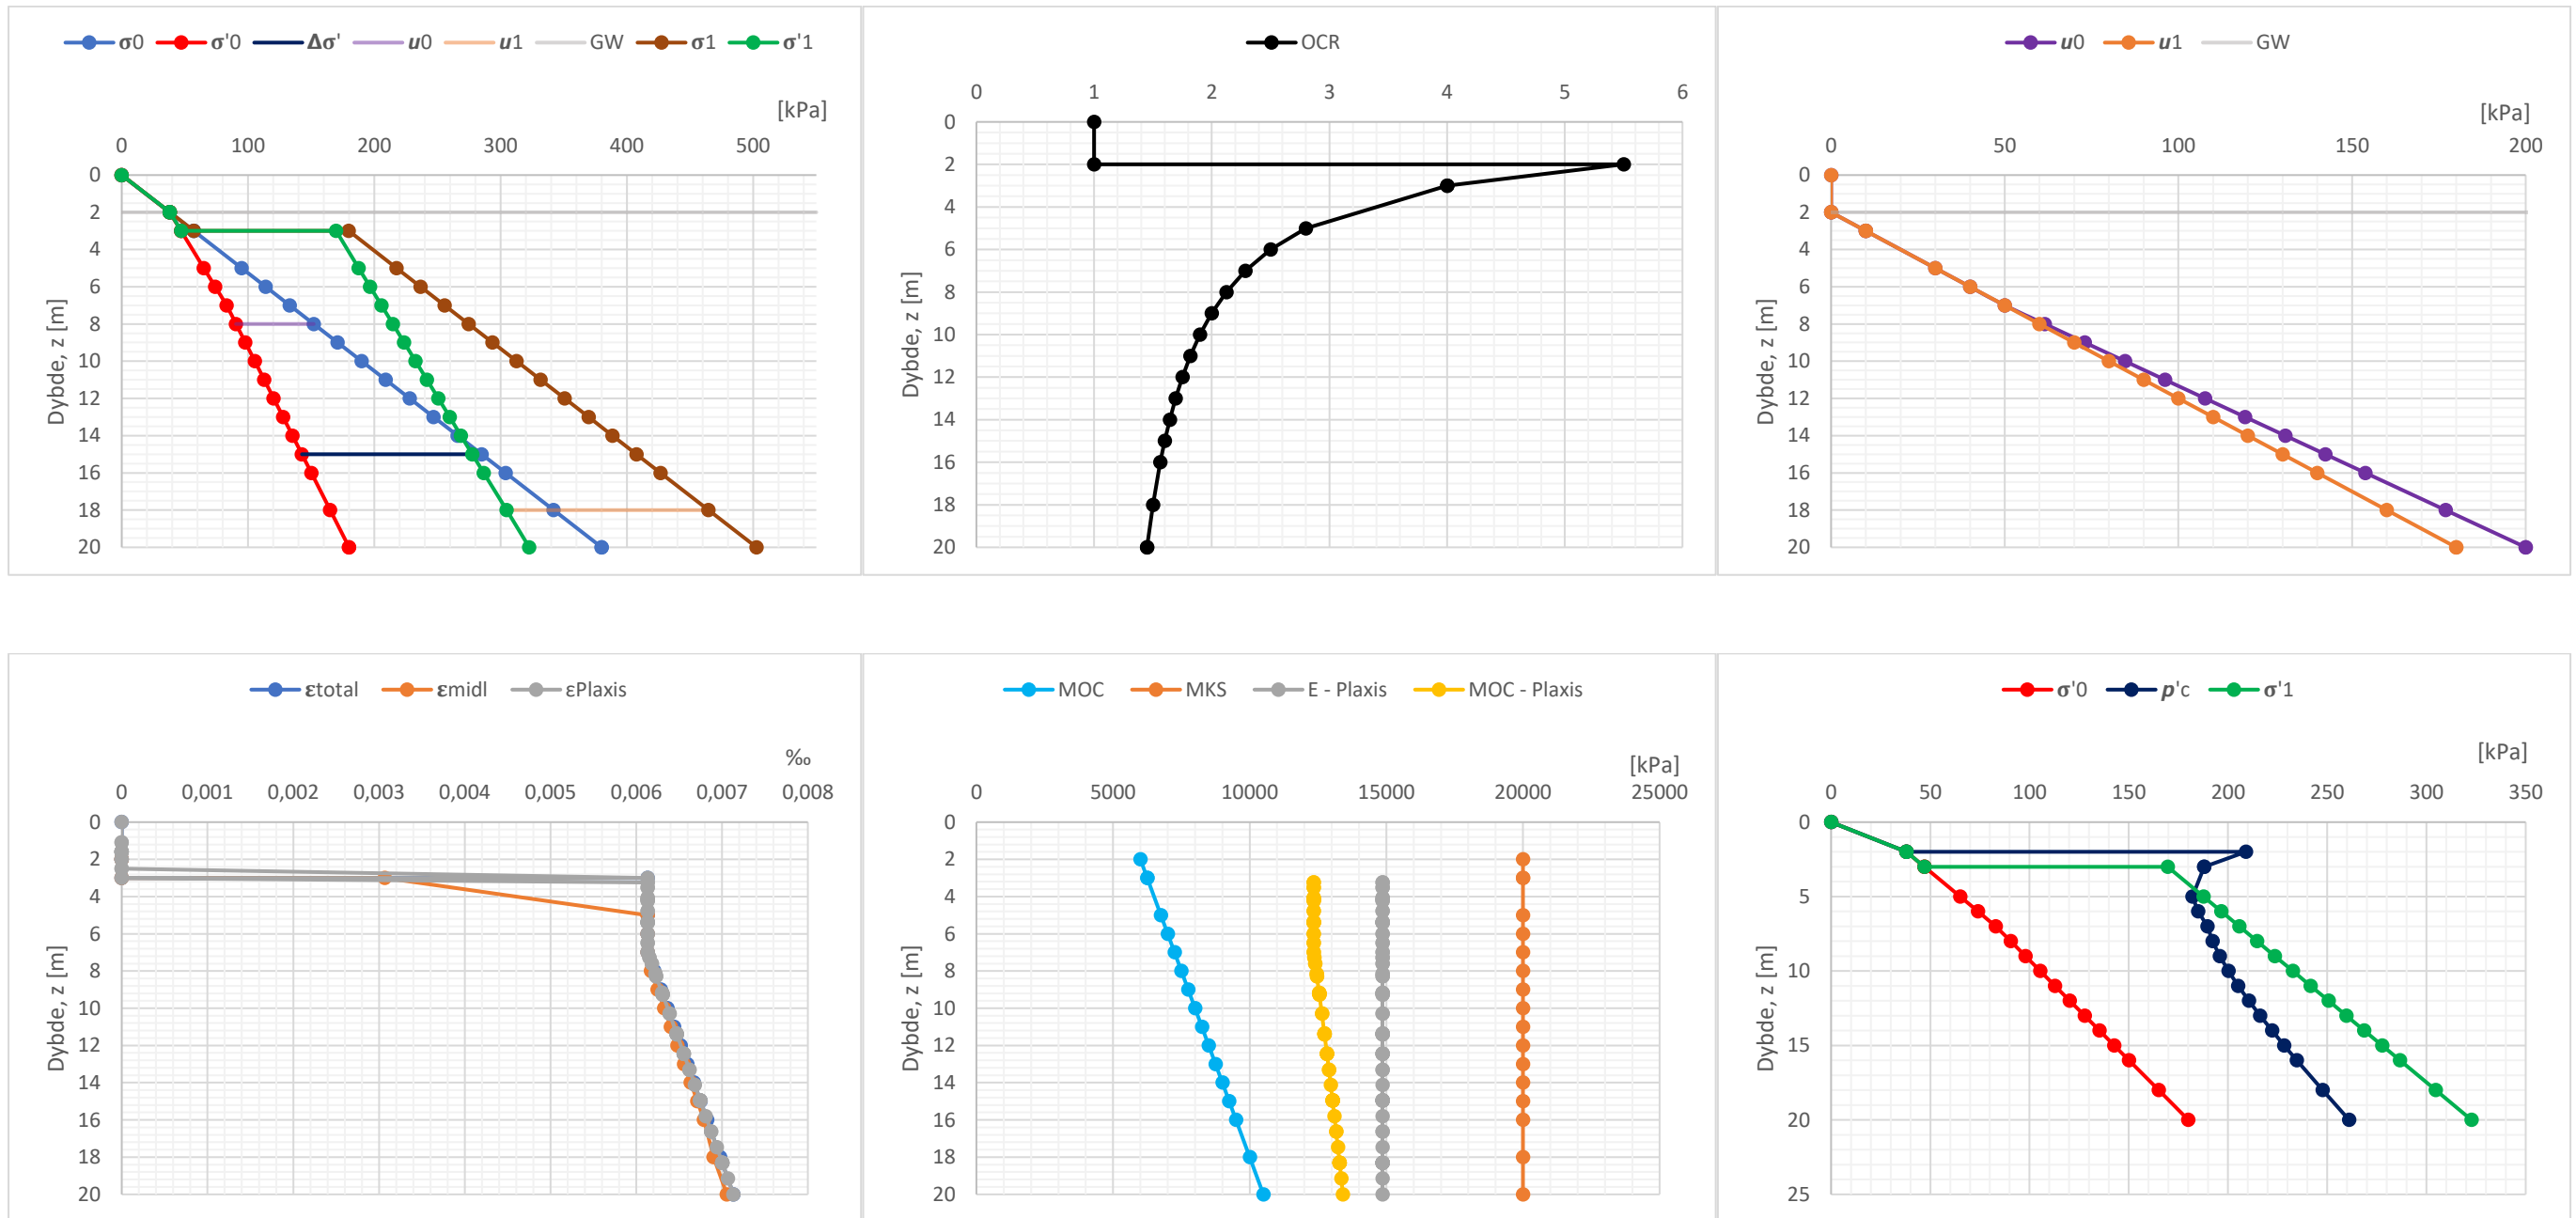 σ0 σ'0 Δσ' u0 u1 GW σ1 σ'1
[kPa]
0 100 200 300 400 500
0
2
4
6
8
10
12
14
16
18
20
Dybde, z [m]
OCR
0 1 2 3 4 5 6
0
2
4
6
8
10
12
14
16
18
20
Dybde, z [m]
u0 u1 GW
[kPa]
0 50 100 150 200
0
2
4
6
8
10
12
14
16
18
20
Dybde, z [m]
εtotal εmidl εPlaxis
‰
0 0,001 0,002 0,003 0,004 0,005 0,006 0,007 0,008
0
2
4
6
8
10
12
14
16
18
20
Dybde, z [m]
MOC MKS E - Plaxis MOC - Plaxis
[kPa]
0 5000 10000 15000 20000 25000
0
2
4
6
8
10
12
14
16
18
20
Dybde, z [m]
σ'0 p'c σ'1
[kPa]
0 50 100 150 200 250 300 350
0
5
10
15
20
25
Dybde, z [m]